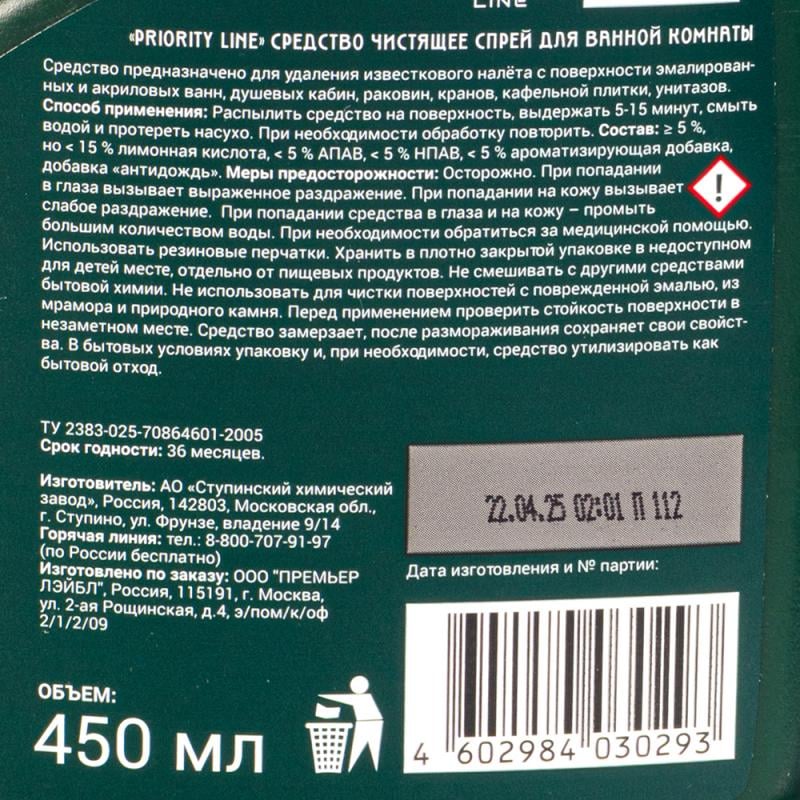 LINE
«PRIORITY LINE» СРЕДСТВО ЧИСТЯЩЕЕ СПРЕЙ ДЛЯ ВАННОЙ КОМНАТЫ
Средство предназначено для удаления известкового налёта с поверхности эмалирован-
ных и акриловых ванн, душевых кабин, раковин, кранов, кафельной плитки, унитазов.
Способ применения: Распылить средство на поверхность, выдержать 5-15 минут, смыть
водой и протереть насухо. При необходимости обработку повторить. Состав: ≥ 5 %,
но < 15 % лимонная кислота, < 5 % АПАВ, < 5 % НПАВ, < 5 % ароматизирующая добавка,
добавка «антидождь». Меры предосторожности: Осторожно. При попадании
в глаза вызывает выраженное раздражение. При попадании на кожу вызывает
слабое раздражение. При попадании средства в глаза и на кожу – промыть
большим количеством воды. При необходимости обратиться за медицинской помощью.
Использовать резиновые перчатки. Хранить в плотно закрытой упаковке в недоступном
для детей месте, отдельно от пищевых продуктов. Не смешивать с другими средствами
бытовой химии. Не использовать для чистки поверхностей с поврежденной эмалью, из
мрамора и природного камня. Перед применением проверить стойкость поверхности в
незаметном месте. Средство замерзает, после размораживания сохраняет свои свойст-
ва. В бытовых условиях упаковку и, при необходимости, средство утилизировать как
бытовой отход.
ТУ 2383-025-70864601-2005
Срок годности: 36 месяцев.
Изготовитель: АО «Ступинский химический
завод», Россия, 142803, Московская обл.,
г. Ступино, ул. Фрунзе, владение 9/14
Горячая линия: тел.: 8-800-707-91-97
(по России бесплатно)
Изготовлено по заказу: ООО "ПРЕМЬЕР
ЛЭЙБЛ", Россия, 115191, г. Москва,
ул. 2-ая Рощинская, д.4, э/пом/к/оф
2/1/2/09
22.04.25 02:01 П 112
Дата изготовления и № партии:
ОБЪЕМ:
450 мл
4 602984 030293